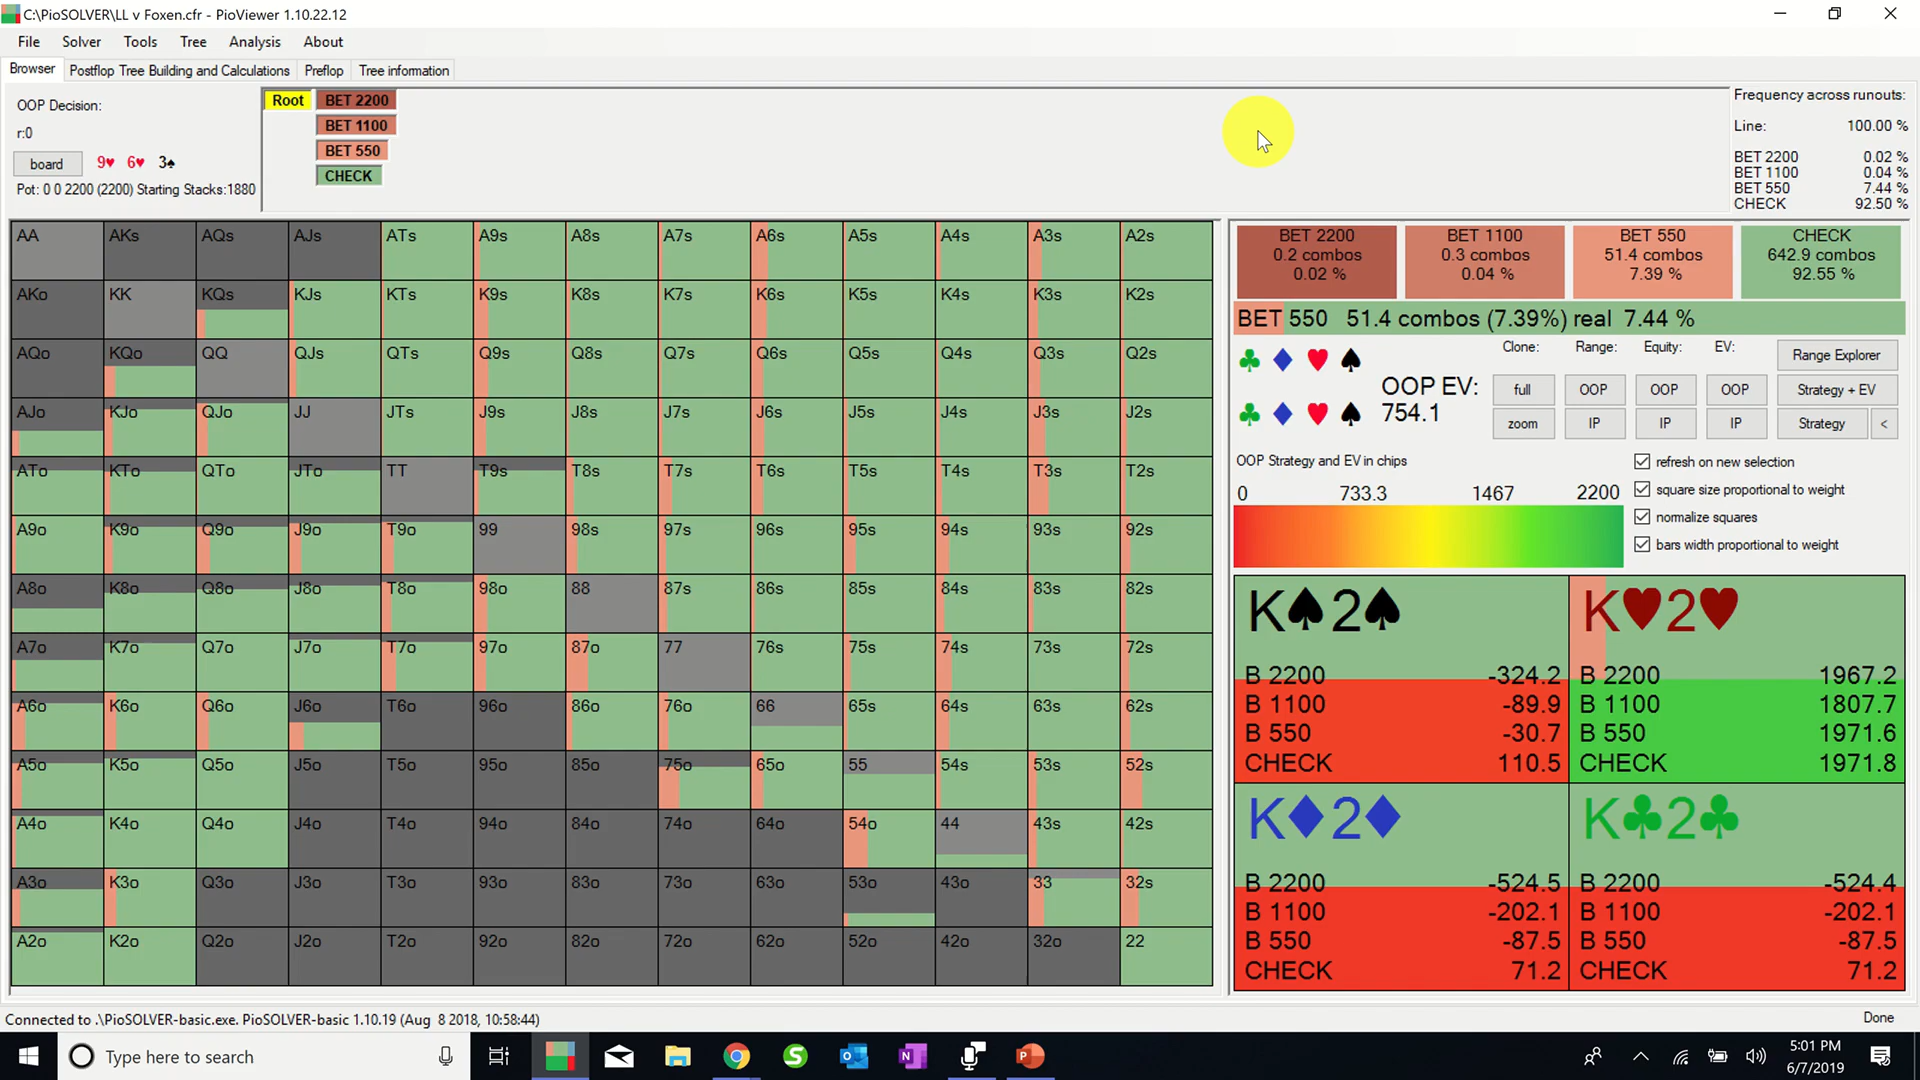 C:\PioSOLVER\LL v Foxen.cfr - PioViewer 1.10.22.12
File Solver Tools Tree Analysis About
Browser Postflop Tree Building and Calculations Preflop Tree information
OOP Decision:
r:0
board 9♥ 6♥ 3♠
Pot: 0 0 2200 (2200) Starting Stacks:1880
Root BET 2200
BET 1100
BET 550
CHECK
Frequency across runouts:
Line: 100.00 %
BET 2200 0.02 %
BET 1100 0.04 %
BET 550 7.44 %
CHECK 92.50 %
AA AKs AQs AJs ATs A9s A8s A7s A6s A5s A4s A3s A2s
AKo KK KQs KJs KTs K9s K8s K7s K6s K5s K4s K3s K2s
AQo KQo QQ QJs QTs Q9s Q8s Q7s Q6s Q5s Q4s Q3s Q2s
AJo KJo QJo JJ JTs J9s J8s J7s J6s J5s J4s J3s J2s
ATo KTo QTo JTo TT T9s T8s T7s T6s T5s T4s T3s T2s
A9o K9o Q9o J9o T9o 99 98s 97s 96s 95s 94s 93s 92s
A8o K8o Q8o J8o T8o 98o 88 87s 86s 85s 84s 83s 82s
A7o K7o Q7o J7o T7o 97o 87o 77 76s 75s 74s 73s 72s
A6o K6o Q6o J6o T6o 96o 86o 76o 66 65s 64s 63s 62s
A5o K5o Q5o J5o T5o 95o 85o 75o 65o 55 54s 53s 52s
A4o K4o Q4o J4o T4o 94o 84o 74o 64o 54o 44 43s 42s
A3o K3o Q3o J3o T3o 93o 83o 73o 63o 53o 43o 33 32s
A2o K2o Q2o J2o T2o 92o 82o 72o 62o 52o 42o 32o 22
BET 2200 BET 1100 BET 550 CHECK
0.2 combos 0.3 combos 51.4 combos 642.9 combos
0.02 % 0.04 % 7.39 % 92.55 %
BET 550 51.4 combos (7.39%) real 7.44 %
♣ ♦ ♥ ♠
♣ ♦ ♥ ♠
OOP EV:
754.1
Clone: Range: Equity: EV: Range Explorer
full OOP OOP OOP Strategy + EV
zoom IP IP IP Strategy <
OOP Strategy and EV in chips
0 733.3 1467 2200
refresh on new selection
square size proportional to weight
normalize squares
bars width proportional to weight
K♠2♠
B 2200 -324.2
B 1100 -89.9
B 550 -30.7
CHECK 110.5
K♥2♥
B 2200 1967.2
B 1100 1807.7
B 550 1971.6
CHECK 1971.8
K♦2♦
B 2200 -524.5
B 1100 -202.1
B 550 -87.5
CHECK 71.2
K♣2♣
B 2200 -524.4
B 1100 -202.1
B 550 -87.5
CHECK 71.2
Connected to .\PioSOLVER-basic.exe. PioSOLVER-basic 1.10.19 (Aug 8 2018, 10:58:44) Done
Type here to search
5:01 PM
6/7/2019